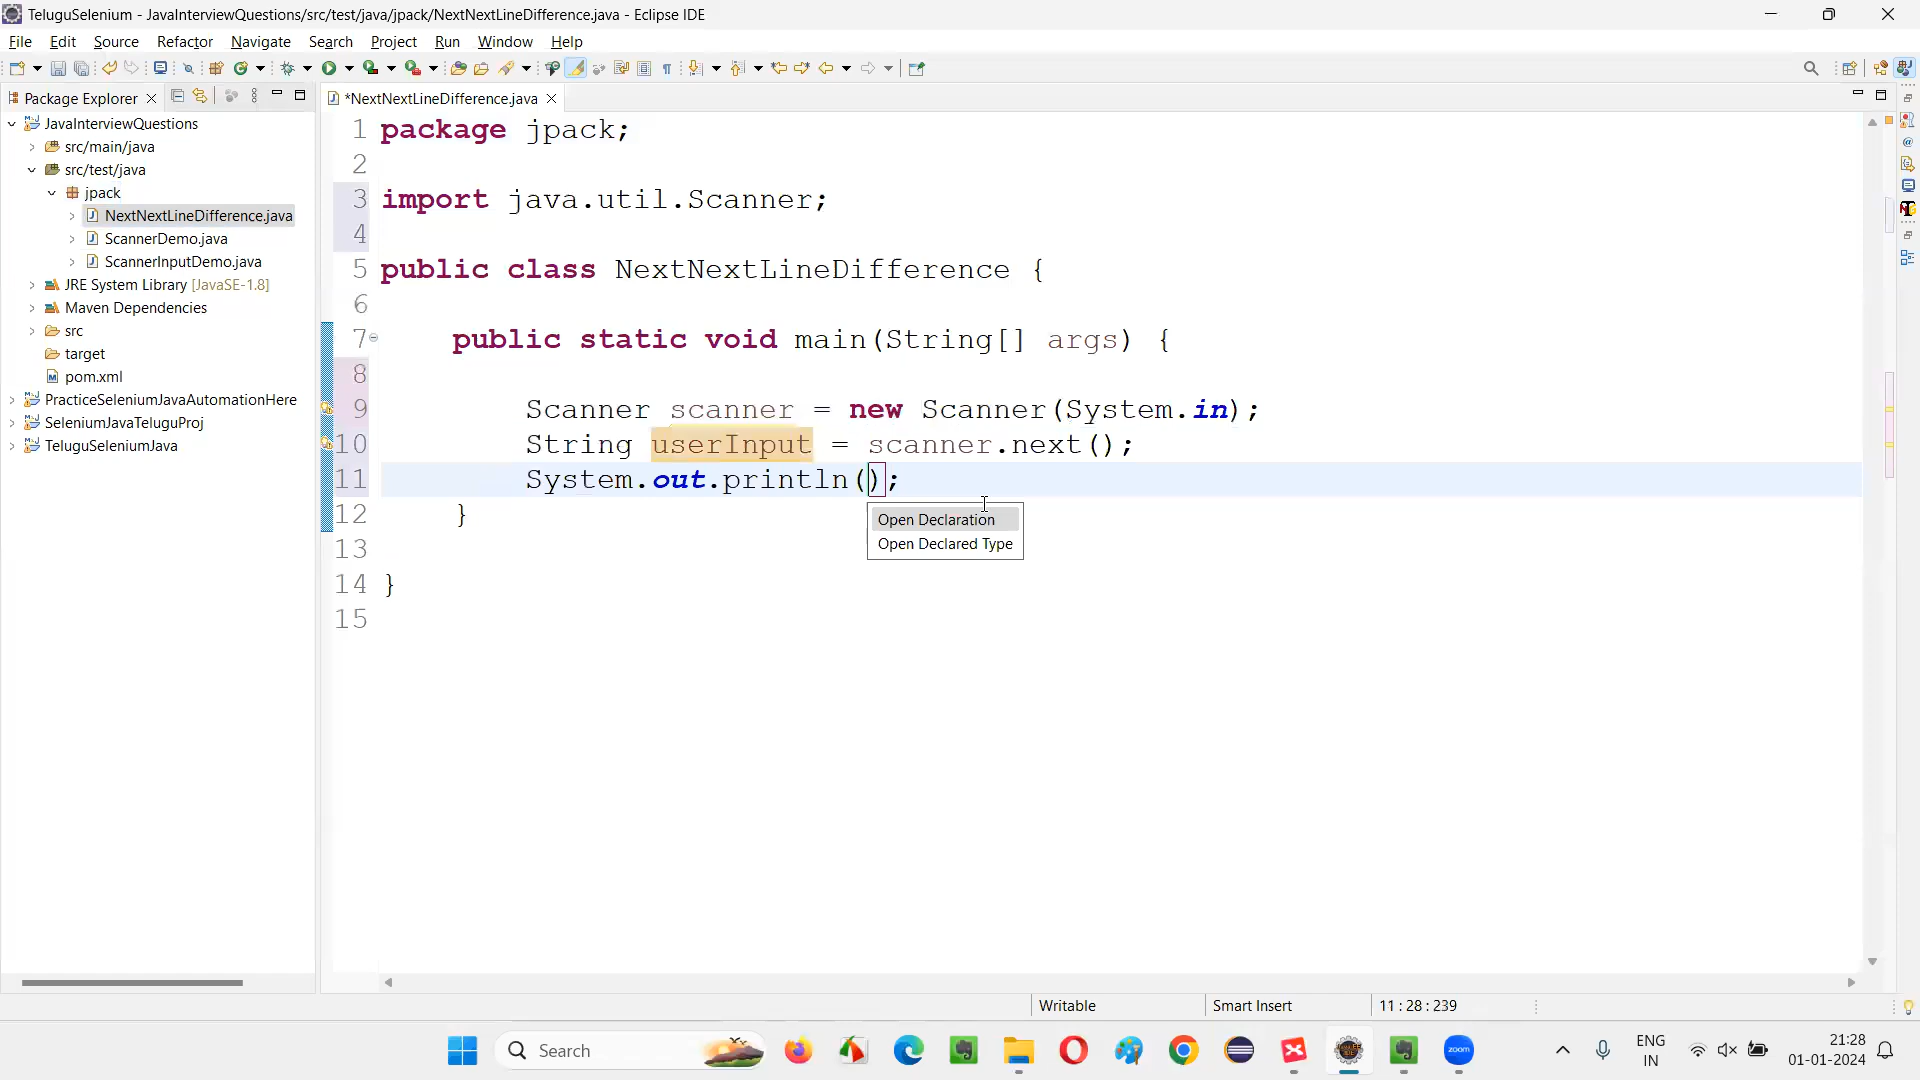 TeluguSelenium - JavaInterviewQuestions/src/test/java/jpack/NextNextLineDifference.java - Eclipse IDE
File Edit Source Refactor Navigate Search Project Run Window Help
Package Explorer
*NextNextLineDifference.java
JavaInterviewQuestions
src/main/java
src/test/java
jpack
NextNextLineDifference.java
ScannerDemo.java
ScannerInputDemo.java
JRE System Library [JavaSE-1.8]
Maven Dependencies
src
target
pom.xml
PracticeSeleniumJavaAutomationHere
SeleniumJavaTeluguProj
TeluguSeleniumJava
1 package jpack;
2
3 import java.util.Scanner;
4
5 public class NextNextLineDifference {
6
7 public static void main(String[] args) {
8
9 Scanner scanner = new Scanner(System.in);
10 String userInput = scanner.next();
11 System.out.println();
12 }
13
14 }
15
Open Declaration
Open Declared Type
Writable Smart Insert 11 : 28 : 239
Search
zoom
ENG
IN
21:28
01-01-2024